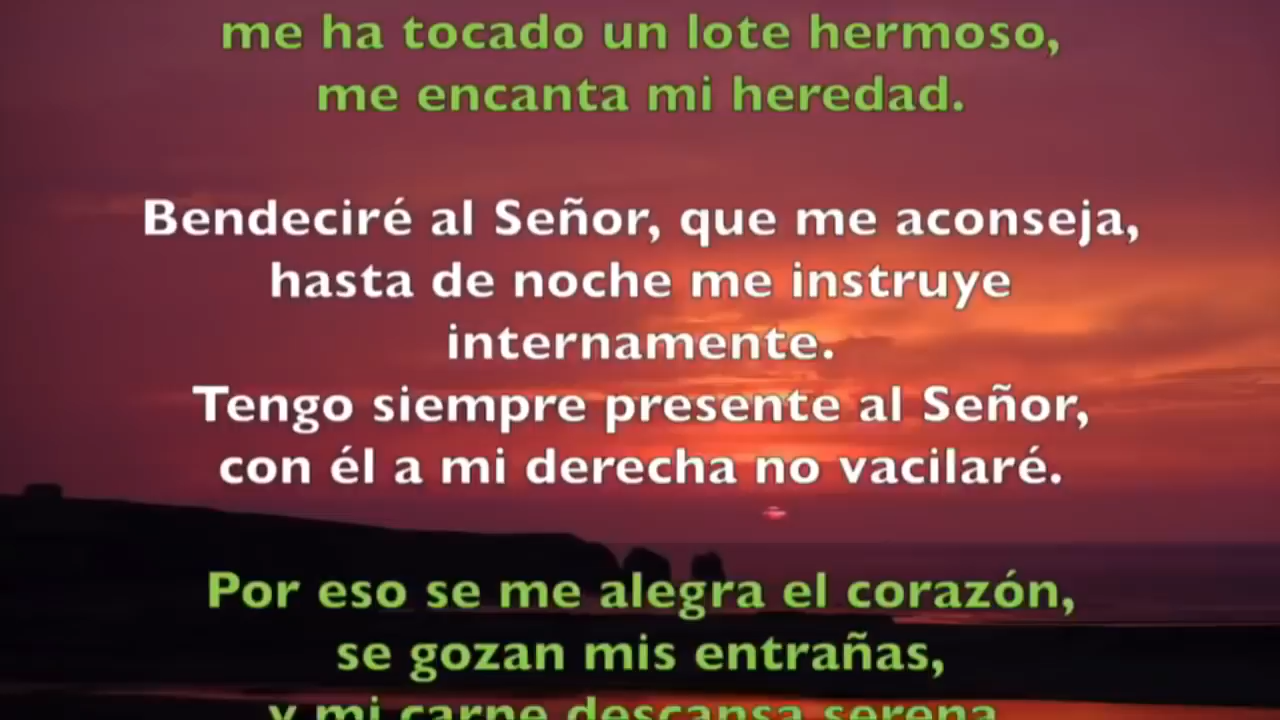 me ha tocado un lote hermoso,
me encanta mi heredad.
Bendeciré al Señor, que me aconseja,
hasta de noche me instruye
internamente.
Tengo siempre presente al Señor,
con él a mi derecha no vacilaré.
Por eso se me alegra el corazón,
se gozan mis entrañas,
y mi carne descansa serena